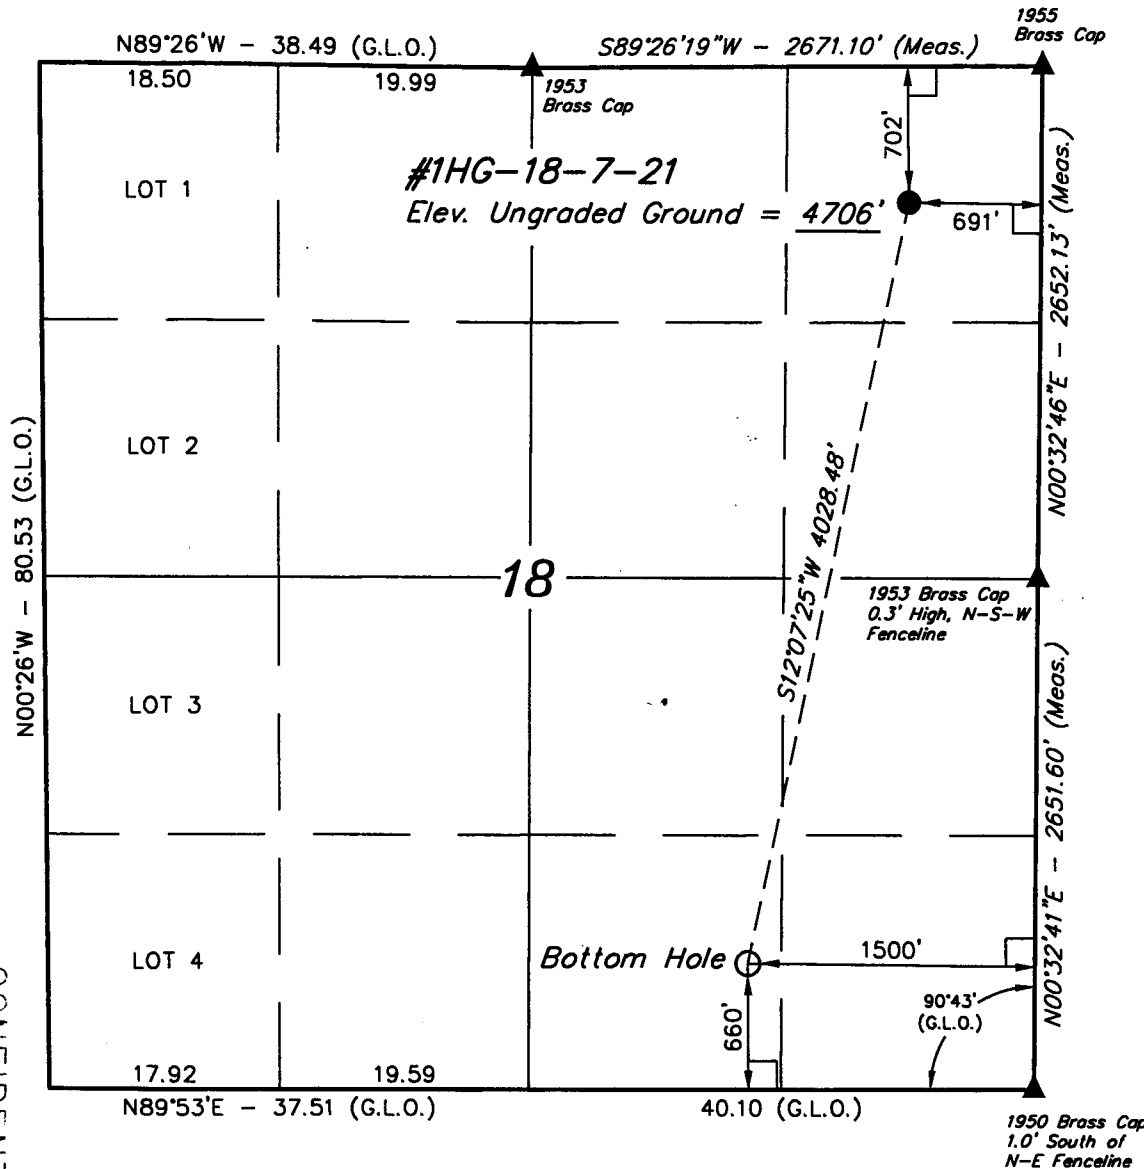 1955
Brass Cap
N89°26'W - 38.49 (G.L.O.)
S89°26'19"W - 2671.10' (Meas.)
18.50
19.99
1953
Brass Cap
702'
LOT 1
#1HG-18-7-21
Elev. Ungraded Ground = 4706'
691'
N00°32'46"E - 2652.13' (Meas.)
LOT 2
N00°26'W - 80.53 (G.L.O.)
S12°07'25"W 4028.48'
18
1953 Brass Cap
0.3' High, N-S-W
Fenceline
LOT 3
N00°32'41"E - 2651.60' (Meas.)
LOT 4
Bottom Hole
1500'
90°43'
(G.L.O.)
660'
17.92
19.59
N89°53'E - 37.51 (G.L.O.)
40.10 (G.L.O.)
1950 Brass Cap
1.0' South of
N-E Fenceline